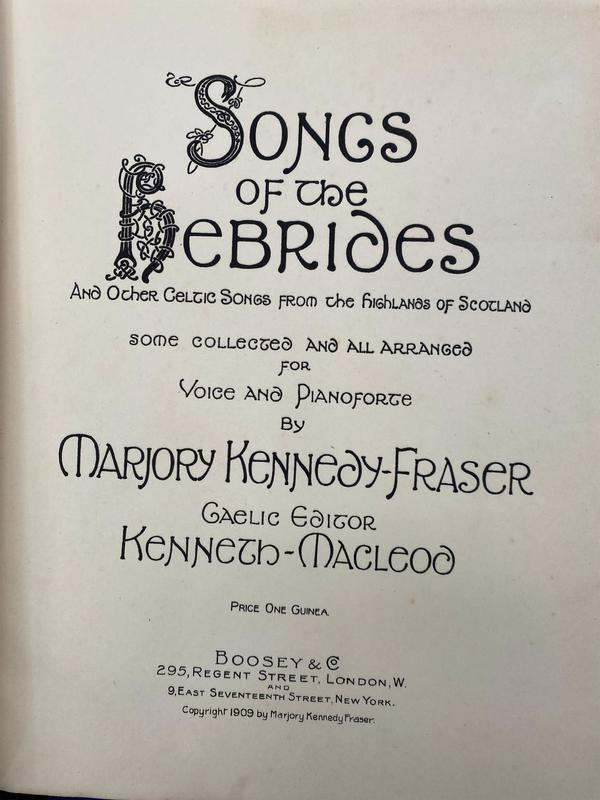 Songs
of the
Hebrides
And Other Celtic Songs from the Highlands of Scotland
some collected and all arranged
for
Voice and Pianoforte
By
Marjory Kennedy-Fraser
Gaelic Editor
Kenneth-Macleod
Price One Guinea.
Boosey & Co
295, Regent Street, London, W.
and
9, East Seventeenth Street, New York.
Copyright 1909 by Marjory Kennedy Fraser.